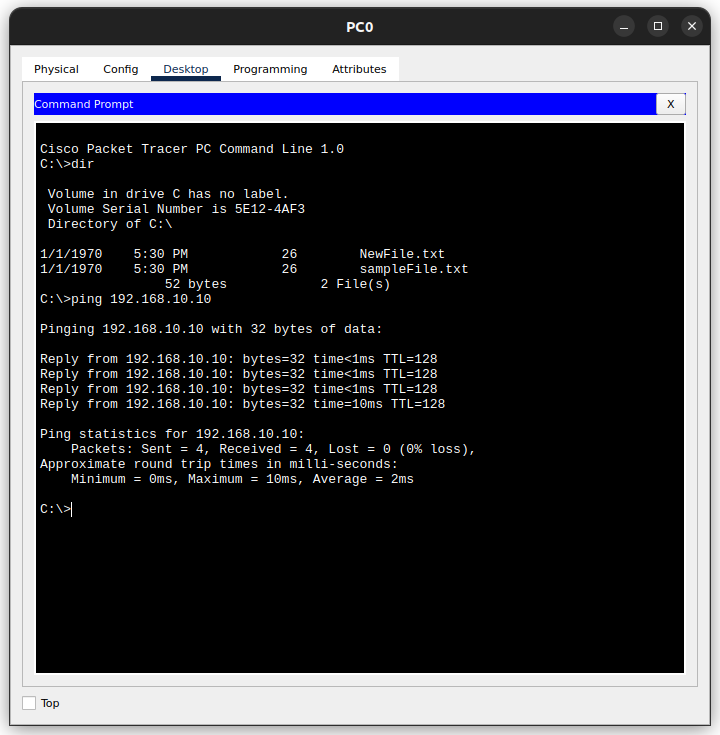 PC0
Physical Config Desktop Programming Attributes
Command Prompt X
Cisco Packet Tracer PC Command Line 1.0
C:\>dir
Volume in drive C has no label.
Volume Serial Number is 5E12-4AF3
Directory of C:\
1/1/1970 5:30 PM 26 NewFile.txt
1/1/1970 5:30 PM 26 sampleFile.txt
52 bytes 2 File(s)
C:\>ping 192.168.10.10
Pinging 192.168.10.10 with 32 bytes of data:
Reply from 192.168.10.10: bytes=32 time<1ms TTL=128
Reply from 192.168.10.10: bytes=32 time<1ms TTL=128
Reply from 192.168.10.10: bytes=32 time<1ms TTL=128
Reply from 192.168.10.10: bytes=32 time=10ms TTL=128
Ping statistics for 192.168.10.10:
Packets: Sent = 4, Received = 4, Lost = 0 (0% loss),
Approximate round trip times in milli-seconds:
Minimum = 0ms, Maximum = 10ms, Average = 2ms
C:\>
Top